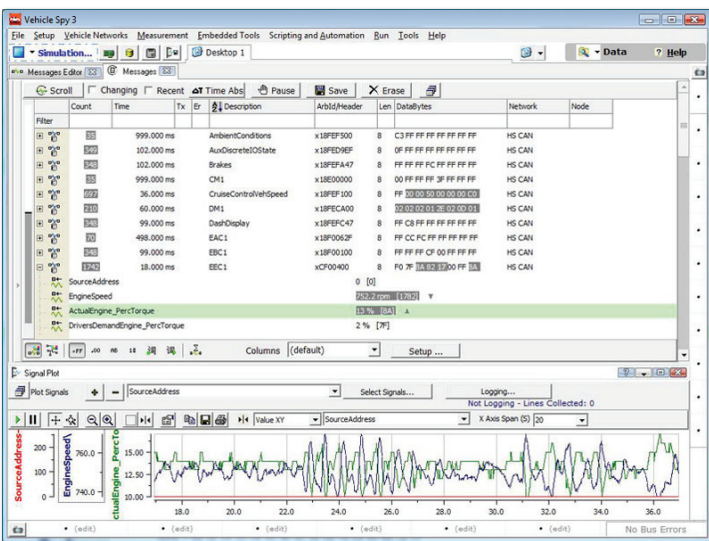 Vehicle Spy 3
File Setup Vehicle Networks Measurement Embedded Tools Scripting and Automation Run Tools Help
Simulation... Desktop 1 Data ? Help
Messages Editor Messages
Scroll Changing Recent ΔT Time Abs Pause Save Erase
Count Time Tx Er Description ArbId/Header Len DataBytes Network Node
Filter
35 999.000 ms AmbientConditions x18FEF500 8 C3 FF FF FF FF FF FF FF HS CAN
349 102.000 ms AuxDiscreteIOState x18FED9EF 8 0F FF FF FF FF FF FF FF HS CAN
348 102.000 ms Brakes x18FEFA47 8 FF FF FF FC FF FF FF FF HS CAN
35 999.000 ms CM1 x18E00000 8 00 FF FF FF 3F FF FF FF HS CAN
697 36.000 ms CruiseControlVehSpeed x18FEF100 8 FF 00 00 50 00 00 00 C0 HS CAN
210 60.000 ms DM1 x18FECA00 8 02 02 02 01 2E 02 0D 01 HS CAN
348 99.000 ms DashDisplay x18FEFC47 8 FF C8 FF FF FF FF FF FF HS CAN
70 498.000 ms EAC1 x18F0062F 8 FF CC FC FF FF FF FF FF HS CAN
348 99.000 ms EBC1 x18F00100 8 FF FF FF CF 00 FF FF FF HS CAN
1742 18.000 ms EEC1 xCF00400 8 F0 7F 8A 82 17 00 FF 8A HS CAN
SourceAddress 0 [0]
EngineSpeed 752.2 rpm [1782]
ActualEngine_PercTorque 13 % [8A]
DriversDemandEngine_PercTorque 2 % [7F]
Columns (default) Setup ...
Signal Plot
Plot Signals SourceAddress Select Signals... Logging...
Not Logging - Lines Collected: 0
Value XY SourceAddress X Axis Span (S) 20
SourceAddress- EngineSpeed\ ctualEngine_PercTo
200 760.0 15.00
100
0 740.0 10.00
18.0 20.0 22.0 24.0 26.0 28.0 30.0 32.0 34.0 36.0
(edit) (edit) (edit) (edit) (edit) (edit) No Bus Errors